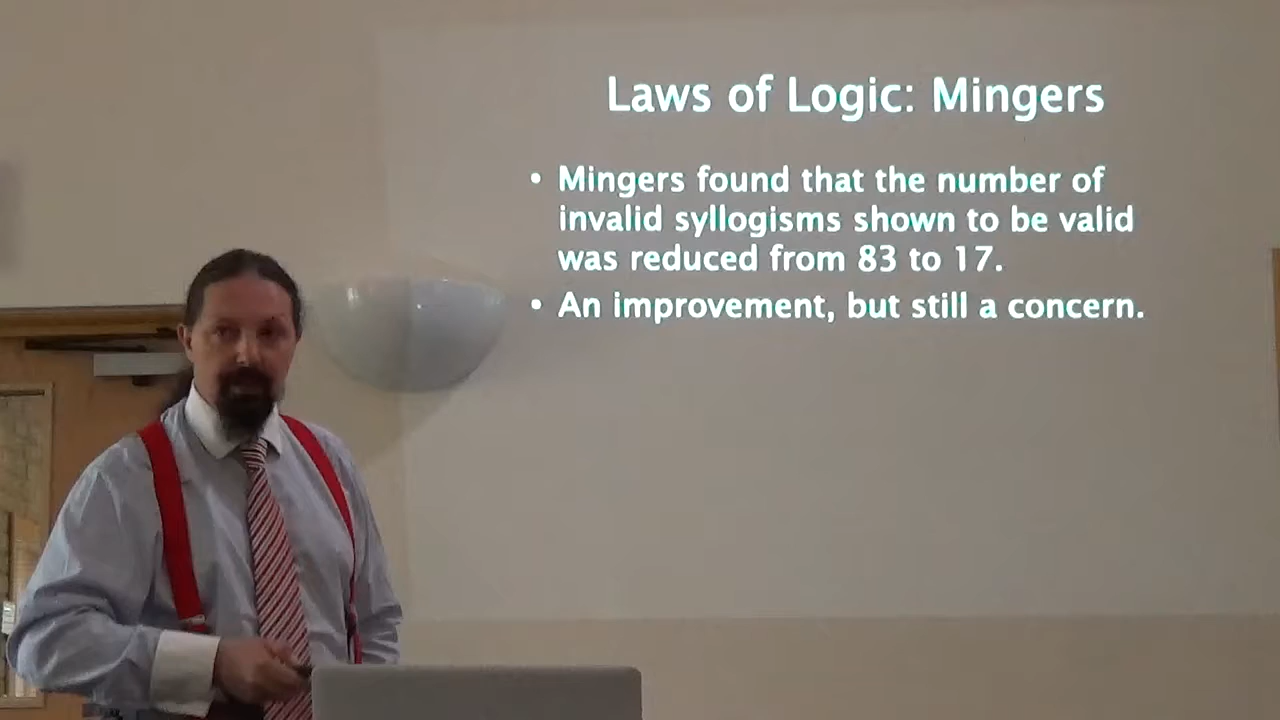 Laws of Logic: Mingers
• Mingers found that the number of
invalid syllogisms shown to be valid
was reduced from 83 to 17.
• An improvement, but still a concern.